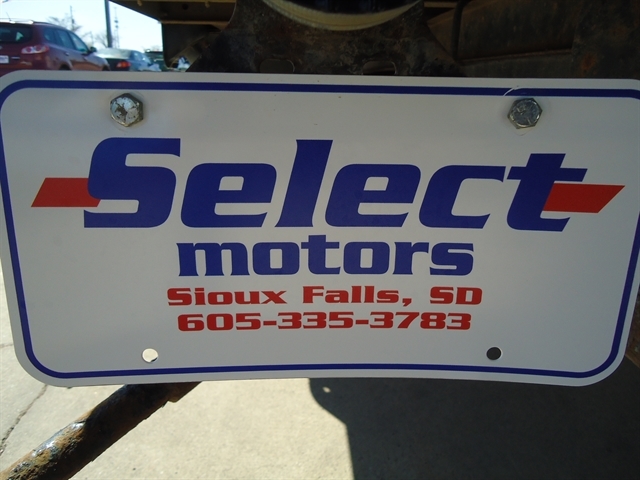 Select
motors
Sioux Falls, SD
605-335-3783